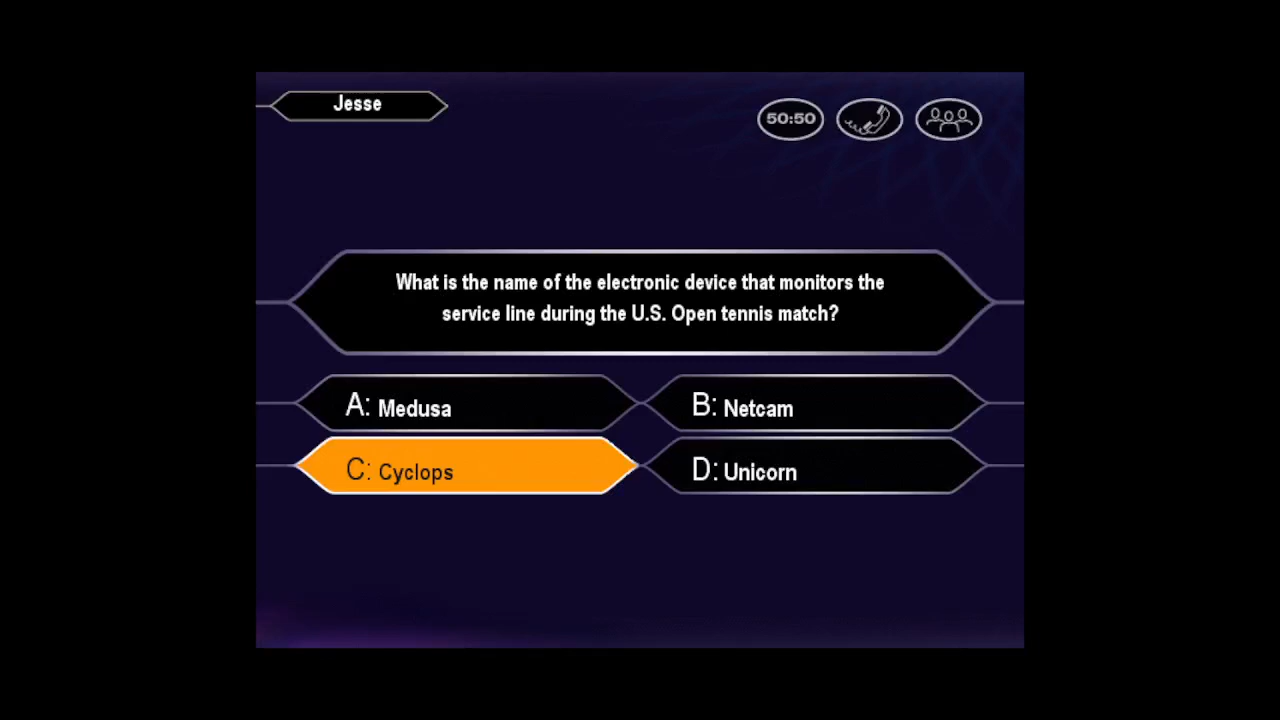 Jesse
50:50
What is the name of the electronic device that monitors the
service line during the U.S. Open tennis match?
A: Medusa
B: Netcam
C: Cyclops
D: Unicorn